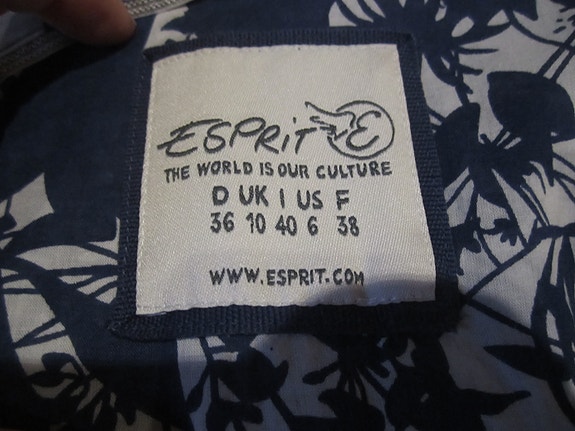 ESPRIT E
THE WORLD IS OUR CULTURE
D UK I US F
36 10 40 6 38
WWW.ESPRIT.COM